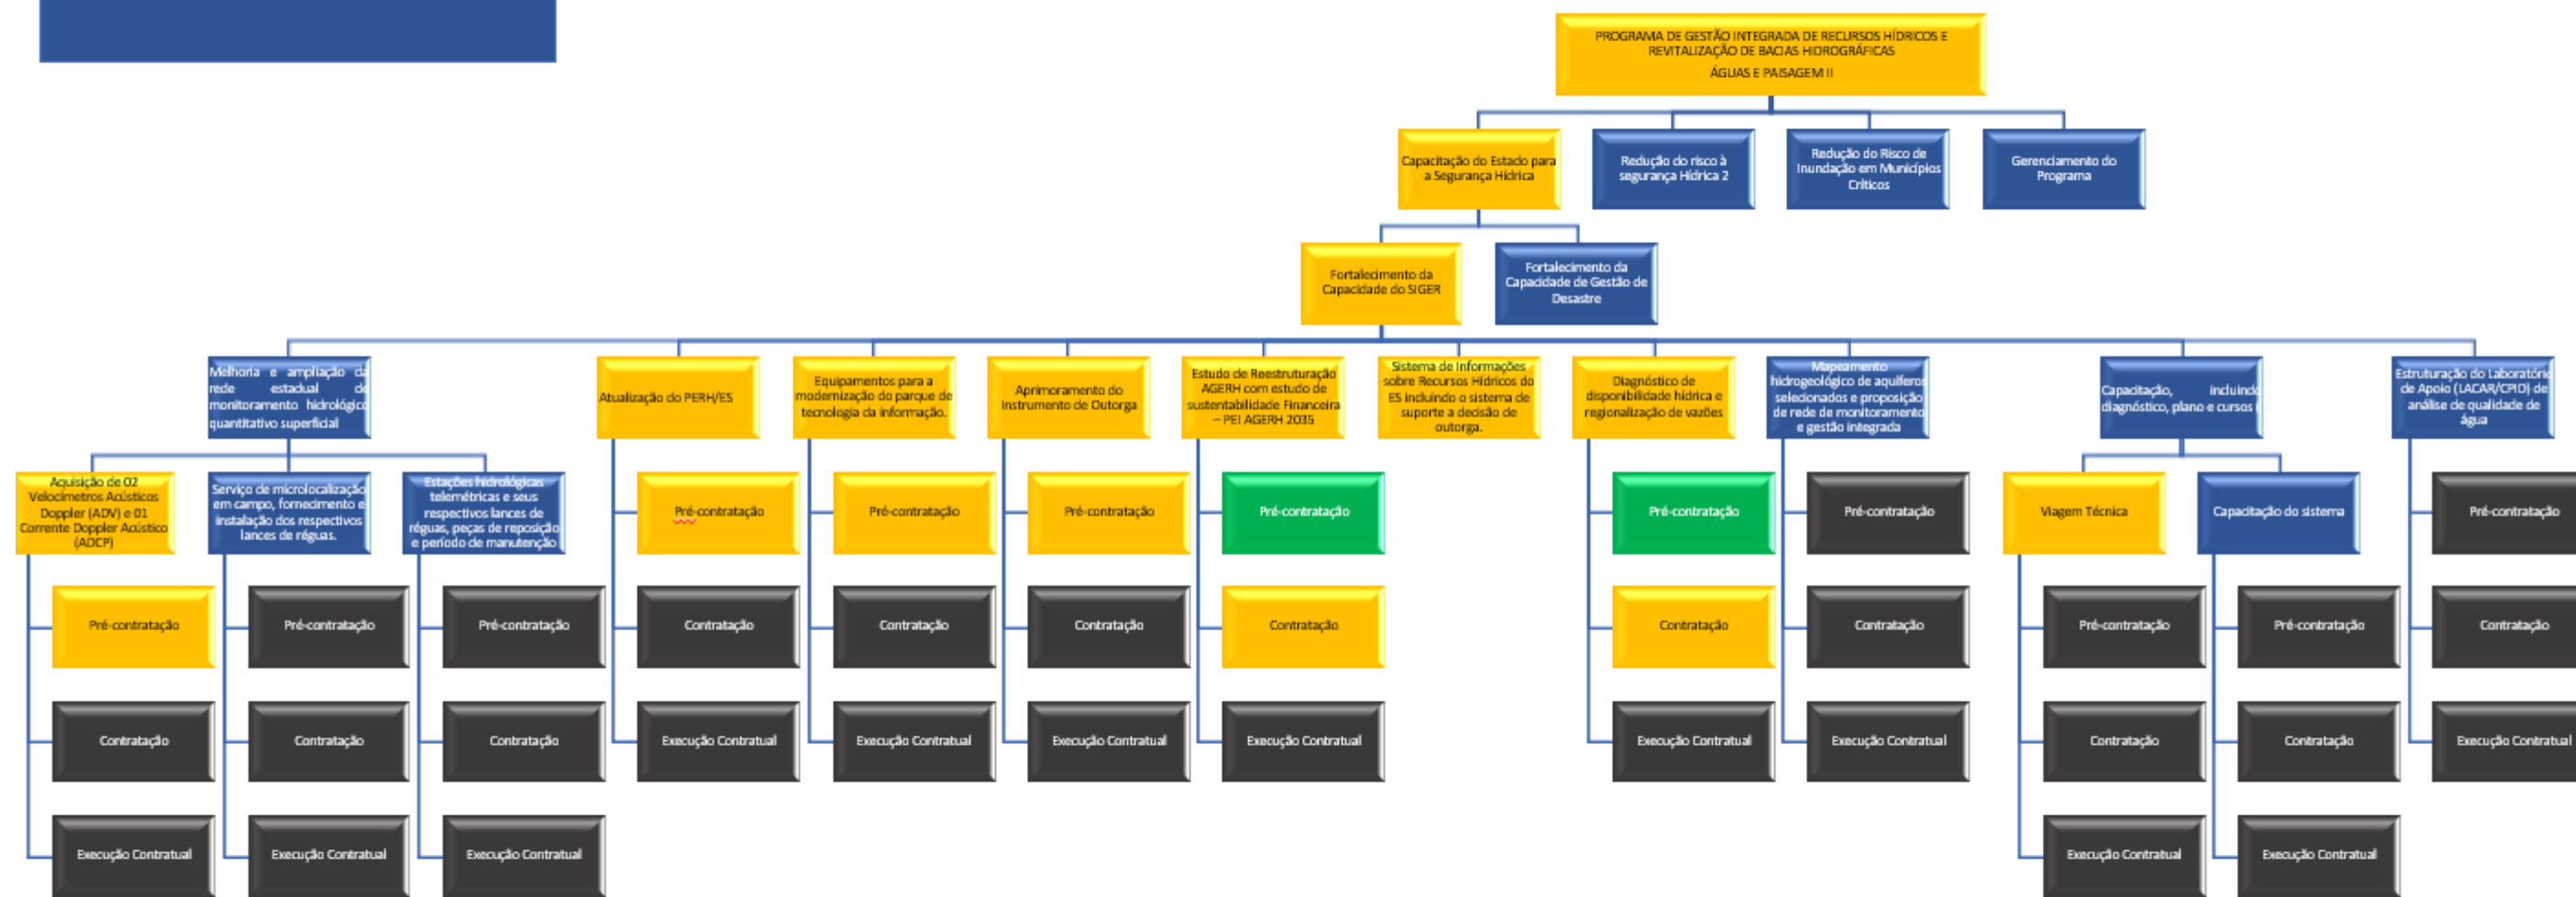 PROGRAMA DE GESTÃO INTEGRADA DE RECURSOS HÍDRICOS E
REVITALIZAÇÃO DE BACIAS HIDROGRÁFICAS
ÁGUAS E PAISAGEM II
Capacitação do Estado para
a Segurança Hídrica
Redução do risco à
segurança Hídrica 2
Redução do Risco de
Inundação em Municípios
Críticos
Gerenciamento do
Programa
Fortalecimento da
Capacidade do SIGER
Fortalecimento da
Capacidade de Gestão de
Desastre
Melhoria e ampliação da
rede estadual de
monitoramento hidrológico
quantitativo superficial
Atualização do PERH/ES
Equipamentos para a
modernização do parque de
tecnologia da informação.
Aprimoramento do
Instrumento de Outorga
Estudo de Reestruturação
AGERH com estudo de
sustentabilidade Financeira
– PEI AGERH 2035
Sistema de Informações
sobre Recursos Hídricos do
ES incluindo o sistema de
suporte a decisão de
outorga.
Diagnóstico de
disponibilidade hídrica e
regionalização de vazões
Mapeamento
hidrogeológico de aquíferos
selecionados e proposição
de rede de monitoramento
e gestão integrada
Capacitação, incluindo
diagnóstico, plano e cursos
Estruturação do Laboratório
de Apoio (LACAR/CPID) de
análise de qualidade de
água
Aquisição de 02
Velocímetros Acústicos
Doppler (ADV) e 01
Corrente Doppler Acústico
(ADCP)
Serviço de microlocalização
em campo, fornecimento e
instalação dos respectivos
lances de réguas.
Estações hidrológicas
telemétricas e seus
respectivos lances de
réguas, peças de reposição
e período de manutenção
Pré-contratação
Pré-contratação
Pré-contratação
Pré-contratação
Pré-contratação
Pré-contratação
Viagem Técnica
Capacitação do sistema
Pré-contratação
Pré-contratação
Pré-contratação
Pré-contratação
Contratação
Contratação
Contratação
Contratação
Contratação
Contratação
Pré-contratação
Pré-contratação
Contratação
Contratação
Contratação
Contratação
Execução Contratual
Execução Contratual
Execução Contratual
Execução Contratual
Execução Contratual
Execução Contratual
Contratação
Contratação
Execução Contratual
Execução Contratual
Execução Contratual
Execução Contratual
Execução Contratual
Execução Contratual